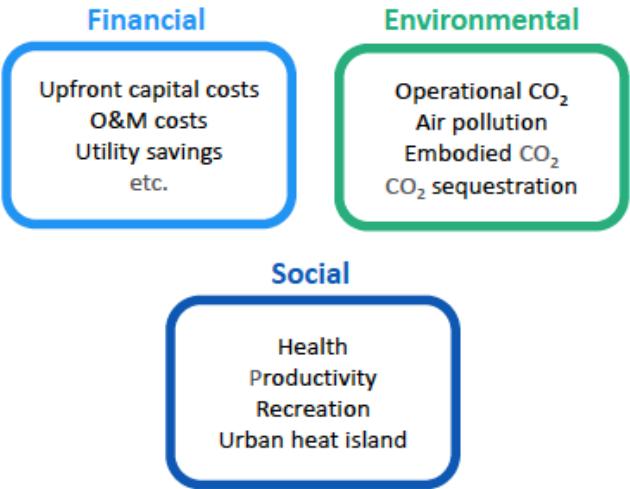 Financial
Upfront capital costs
O&M costs
Utility savings
etc.
Environmental
Operational CO₂
Air pollution
Embodied CO₂
CO₂ sequestration
Social
Health
Productivity
Recreation
Urban heat island